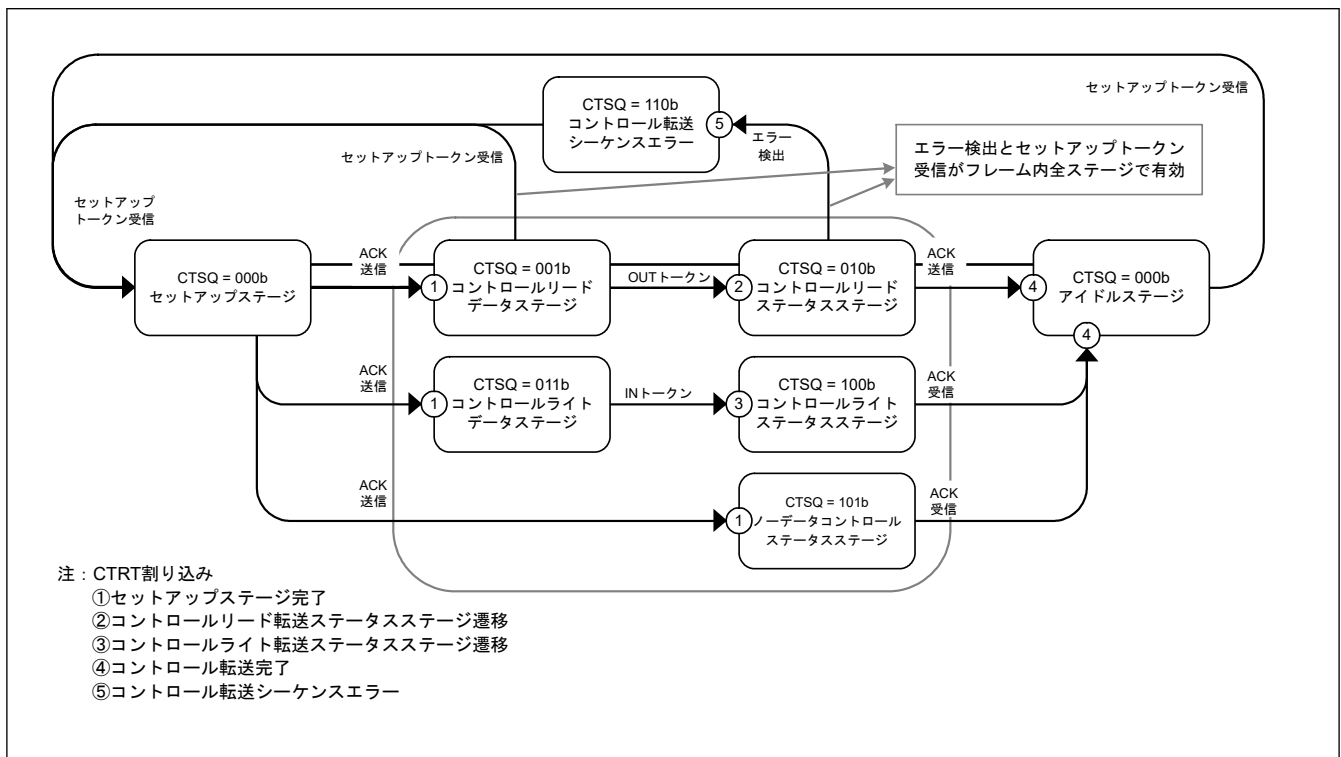 セットアップトークン受信
CTSQ = 110b
コントロール転送
シーケンスエラー
5
エラー
検出
セットアップトークン受信
エラー検出とセットアップトークン
受信がフレーム内全ステージで有効
セットアップ
トークン受信
CTSQ = 000b
セットアップステージ
ACK
送信
1
CTSQ = 001b
コントロールリード
データステージ
OUTトークン
2
CTSQ = 010b
コントロールリード
ステータスステージ
ACK
送信
4
CTSQ = 000b
アイドルステージ
4
ACK
送信
1
CTSQ = 011b
コントロールライト
データステージ
INトークン
3
CTSQ = 100b
コントロールライト
ステータスステージ
ACK
受信
ACK
送信
1
CTSQ = 101b
ノーデータコントロール
ステータスステージ
ACK
受信
注：CTRT割り込み
①セットアップステージ完了
②コントロールリード転送ステータスステージ遷移
③コントロールライト転送ステータスステージ遷移
④コントロール転送完了
⑤コントロール転送シーケンスエラー